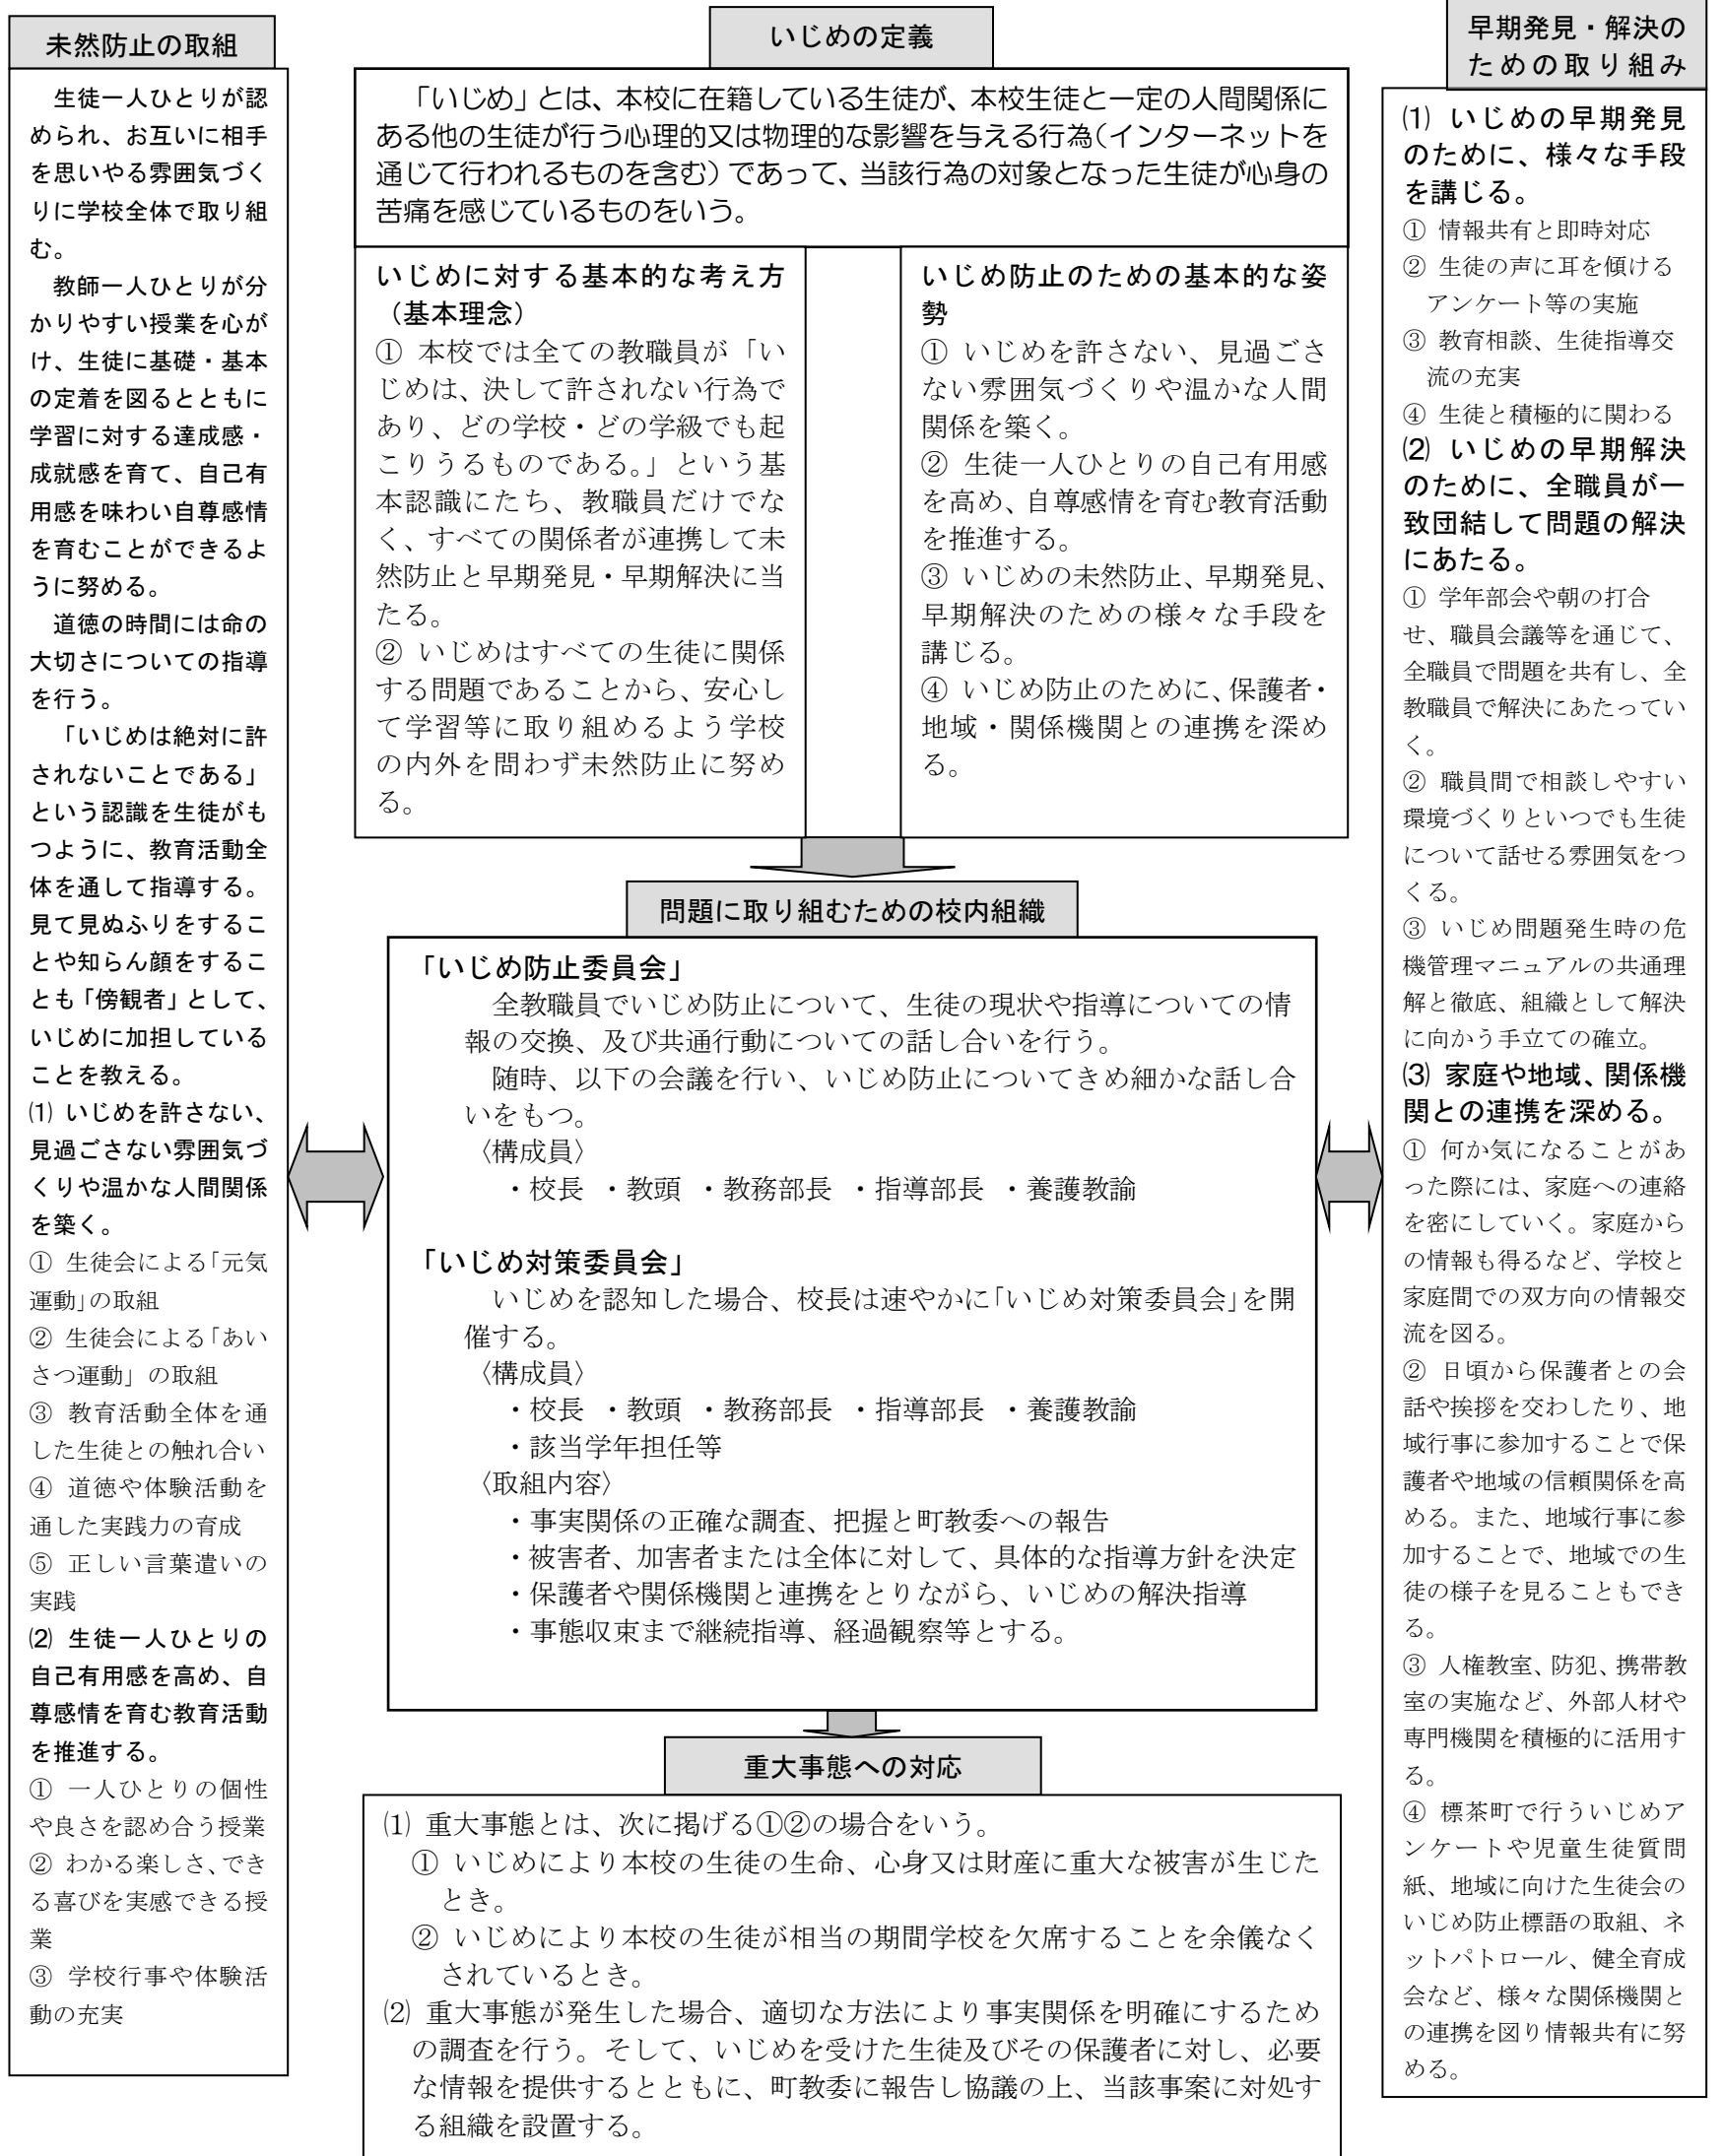 未然防止の取組
生徒一人ひとりが認
められ、お互いに相手
を思いやる雰囲気づく
りに学校全体で取り組
む。
教師一人ひとりが分
かりやすい授業を心が
け、生徒に基礎・基本
の定着を図るとともに
学習に対する達成感・
成就感を育て、自己有
用感を味わい自尊感情
を育むことができるよ
うに努める。
道徳の時間には命の
大切さについての指導
を行う。
「いじめは絶対に許
されないことである」
という認識を生徒がも
つように、教育活動全
体を通して指導する。
見て見ぬふりをするこ
とや知らん顔をするこ
とも「傍観者」として、
いじめに加担している
ことを教える。
⑴ いじめを許さない、
見過ごさない雰囲気づ
くりや温かな人間関係
を築く。
① 生徒会による「元気
運動」の取組
② 生徒会による「あい
さつ運動」の取組
③ 教育活動全体を通
した生徒との触れ合い
④ 道徳や体験活動を
通した実践力の育成
⑤ 正しい言葉遣いの
実践
⑵ 生徒一人ひとりの
自己有用感を高め、自
尊感情を育む教育活動
を推進する。
① 一人ひとりの個性
や良さを認め合う授業
② わかる楽しさ、でき
る喜びを実感できる授
業
③ 学校行事や体験活
動の充実
いじめの定義
「いじめ」とは、本校に在籍している生徒が、本校生徒と一定の人間関係に
ある他の生徒が行う心理的又は物理的な影響を与える行為(インターネットを
通じて行われるものを含む)であって、当該行為の対象となった生徒が心身の
苦痛を感じているものをいう。
いじめに対する基本的な考え方
（基本理念）
① 本校では全ての教職員が「い
じめは、決して許されない行為で
あり、どの学校・どの学級でも起
こりうるものである。」という基
本認識にたち、教職員だけでな
く、すべての関係者が連携して未
然防止と早期発見・早期解決に当
たる。
② いじめはすべての生徒に関係
する問題であることから、安心し
て学習等に取り組めるよう学校
の内外を問わず未然防止に努め
る。
いじめ防止のための基本的な姿
勢
① いじめを許さない、見過ごさ
ない雰囲気づくりや温かな人間
関係を築く。
② 生徒一人ひとりの自己有用感
を高め、自尊感情を育む教育活動
を推進する。
③ いじめの未然防止、早期発見、
早期解決のための様々な手段を
講じる。
④ いじめ防止のために、保護者・
地域・関係機関との連携を深め
る。
問題に取り組むための校内組織
「いじめ防止委員会」
全教職員でいじめ防止について、生徒の現状や指導についての情
報の交換、及び共通行動についての話し合いを行う。
随時、以下の会議を行い、いじめ防止についてきめ細かな話し合
いをもつ。
〈構成員〉
・校長 ・教頭 ・教務部長 ・指導部長 ・養護教諭
「いじめ対策委員会」
いじめを認知した場合、校長は速やかに「いじめ対策委員会」を開
催する。
〈構成員〉
・校長 ・教頭 ・教務部長 ・指導部長 ・養護教諭
・該当学年担任等
〈取組内容〉
・事実関係の正確な調査、把握と町教委への報告
・被害者、加害者または全体に対して、具体的な指導方針を決定
・保護者や関係機関と連携をとりながら、いじめの解決指導
・事態収束まで継続指導、経過観察等とする。
重大事態への対応
⑴ 重大事態とは、次に掲げる①②の場合をいう。
① いじめにより本校の生徒の生命、心身又は財産に重大な被害が生じた
とき。
② いじめにより本校の生徒が相当の期間学校を欠席することを余儀なく
されているとき。
⑵ 重大事態が発生した場合、適切な方法により事実関係を明確にするため
の調査を行う。そして、いじめを受けた生徒及びその保護者に対し、必要
な情報を提供するとともに、町教委に報告し協議の上、当該事案に対処す
る組織を設置する。
早期発見・解決の
ための取り組み
⑴ いじめの早期発見
のために、様々な手段
を講じる。
① 情報共有と即時対応
② 生徒の声に耳を傾ける
アンケート等の実施
③ 教育相談、生徒指導交
流の充実
④ 生徒と積極的に関わる
⑵ いじめの早期解決
のために、全職員が一
致団結して問題の解決
にあたる。
① 学年部会や朝の打合
せ、職員会議等を通じて、
全職員で問題を共有し、全
教職員で解決にあたってい
く。
② 職員間で相談しやすい
環境づくりといつでも生徒
について話せる雰囲気をつ
くる。
③ いじめ問題発生時の危
機管理マニュアルの共通理
解と徹底、組織として解決
に向かう手立ての確立。
⑶ 家庭や地域、関係機
関との連携を深める。
① 何か気になることがあ
った際には、家庭への連絡
を密にしていく。家庭から
の情報も得るなど、学校と
家庭間での双方向の情報交
流を図る。
② 日頃から保護者との会
話や挨拶を交わしたり、地
域行事に参加することで保
護者や地域の信頼関係を高
める。また、地域行事に参
加することで、地域での生
徒の様子を見ることもでき
る。
③ 人権教室、防犯、携帯教
室の実施など、外部人材や
専門機関を積極的に活用す
る。
④ 標茶町で行ういじめア
ンケートや児童生徒質問
紙、地域に向けた生徒会の
いじめ防止標語の取組、ネ
ットパトロール、健全育成
会など、様々な関係機関と
の連携を図り情報共有に努
める。